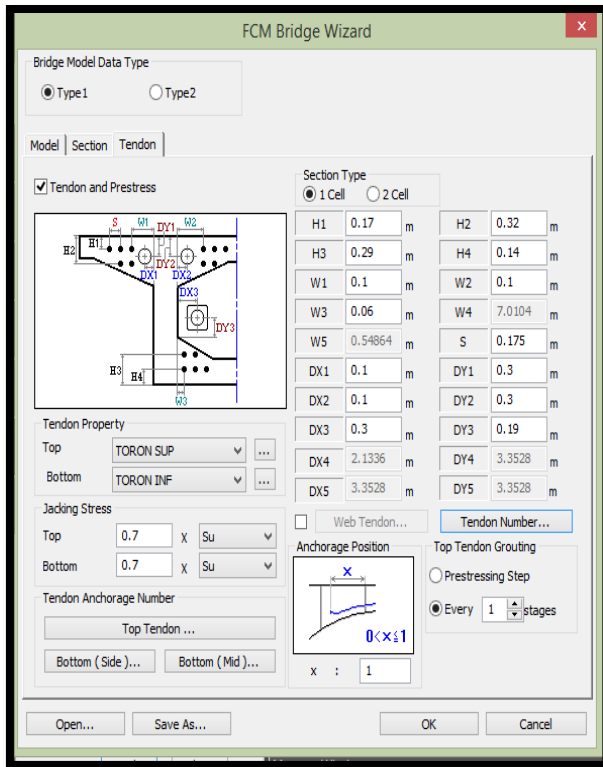 FCM Bridge Wizard
×
Bridge Model Data Type
Type1 Type2
Model Section Tendon
Tendon and Prestress
Section Type
1 Cell 2 Cell
S W1 DY1 W2
H1
H2
DY2
DX1 DX2
DX3
DY3
H3
H4
W3
H1 0.17 m H2 0.32 m
H3 0.29 m H4 0.14 m
W1 0.1 m W2 0.1 m
W3 0.06 m W4 7.0104 m
W5 0.54864 m S 0.175 m
DX1 0.1 m DY1 0.3 m
DX2 0.1 m DY2 0.3 m
DX3 0.3 m DY3 0.19 m
DX4 2.1336 m DY4 3.3528 m
DX5 3.3528 m DY5 3.3528 m
Tendon Property
Top TORON SUP ...
Bottom TORON INF ...
Jacking Stress
Top 0.7 X Su
Bottom 0.7 X Su
Tendon Anchorage Number
Top Tendon ...
Bottom ( Side )... Bottom ( Mid )...
Web Tendon... Tendon Number...
Anchorage Position
x
0<x≦1
x : 1
Top Tendon Grouting
Prestressing Step
Every 1 stages
Open... Save As... OK Cancel